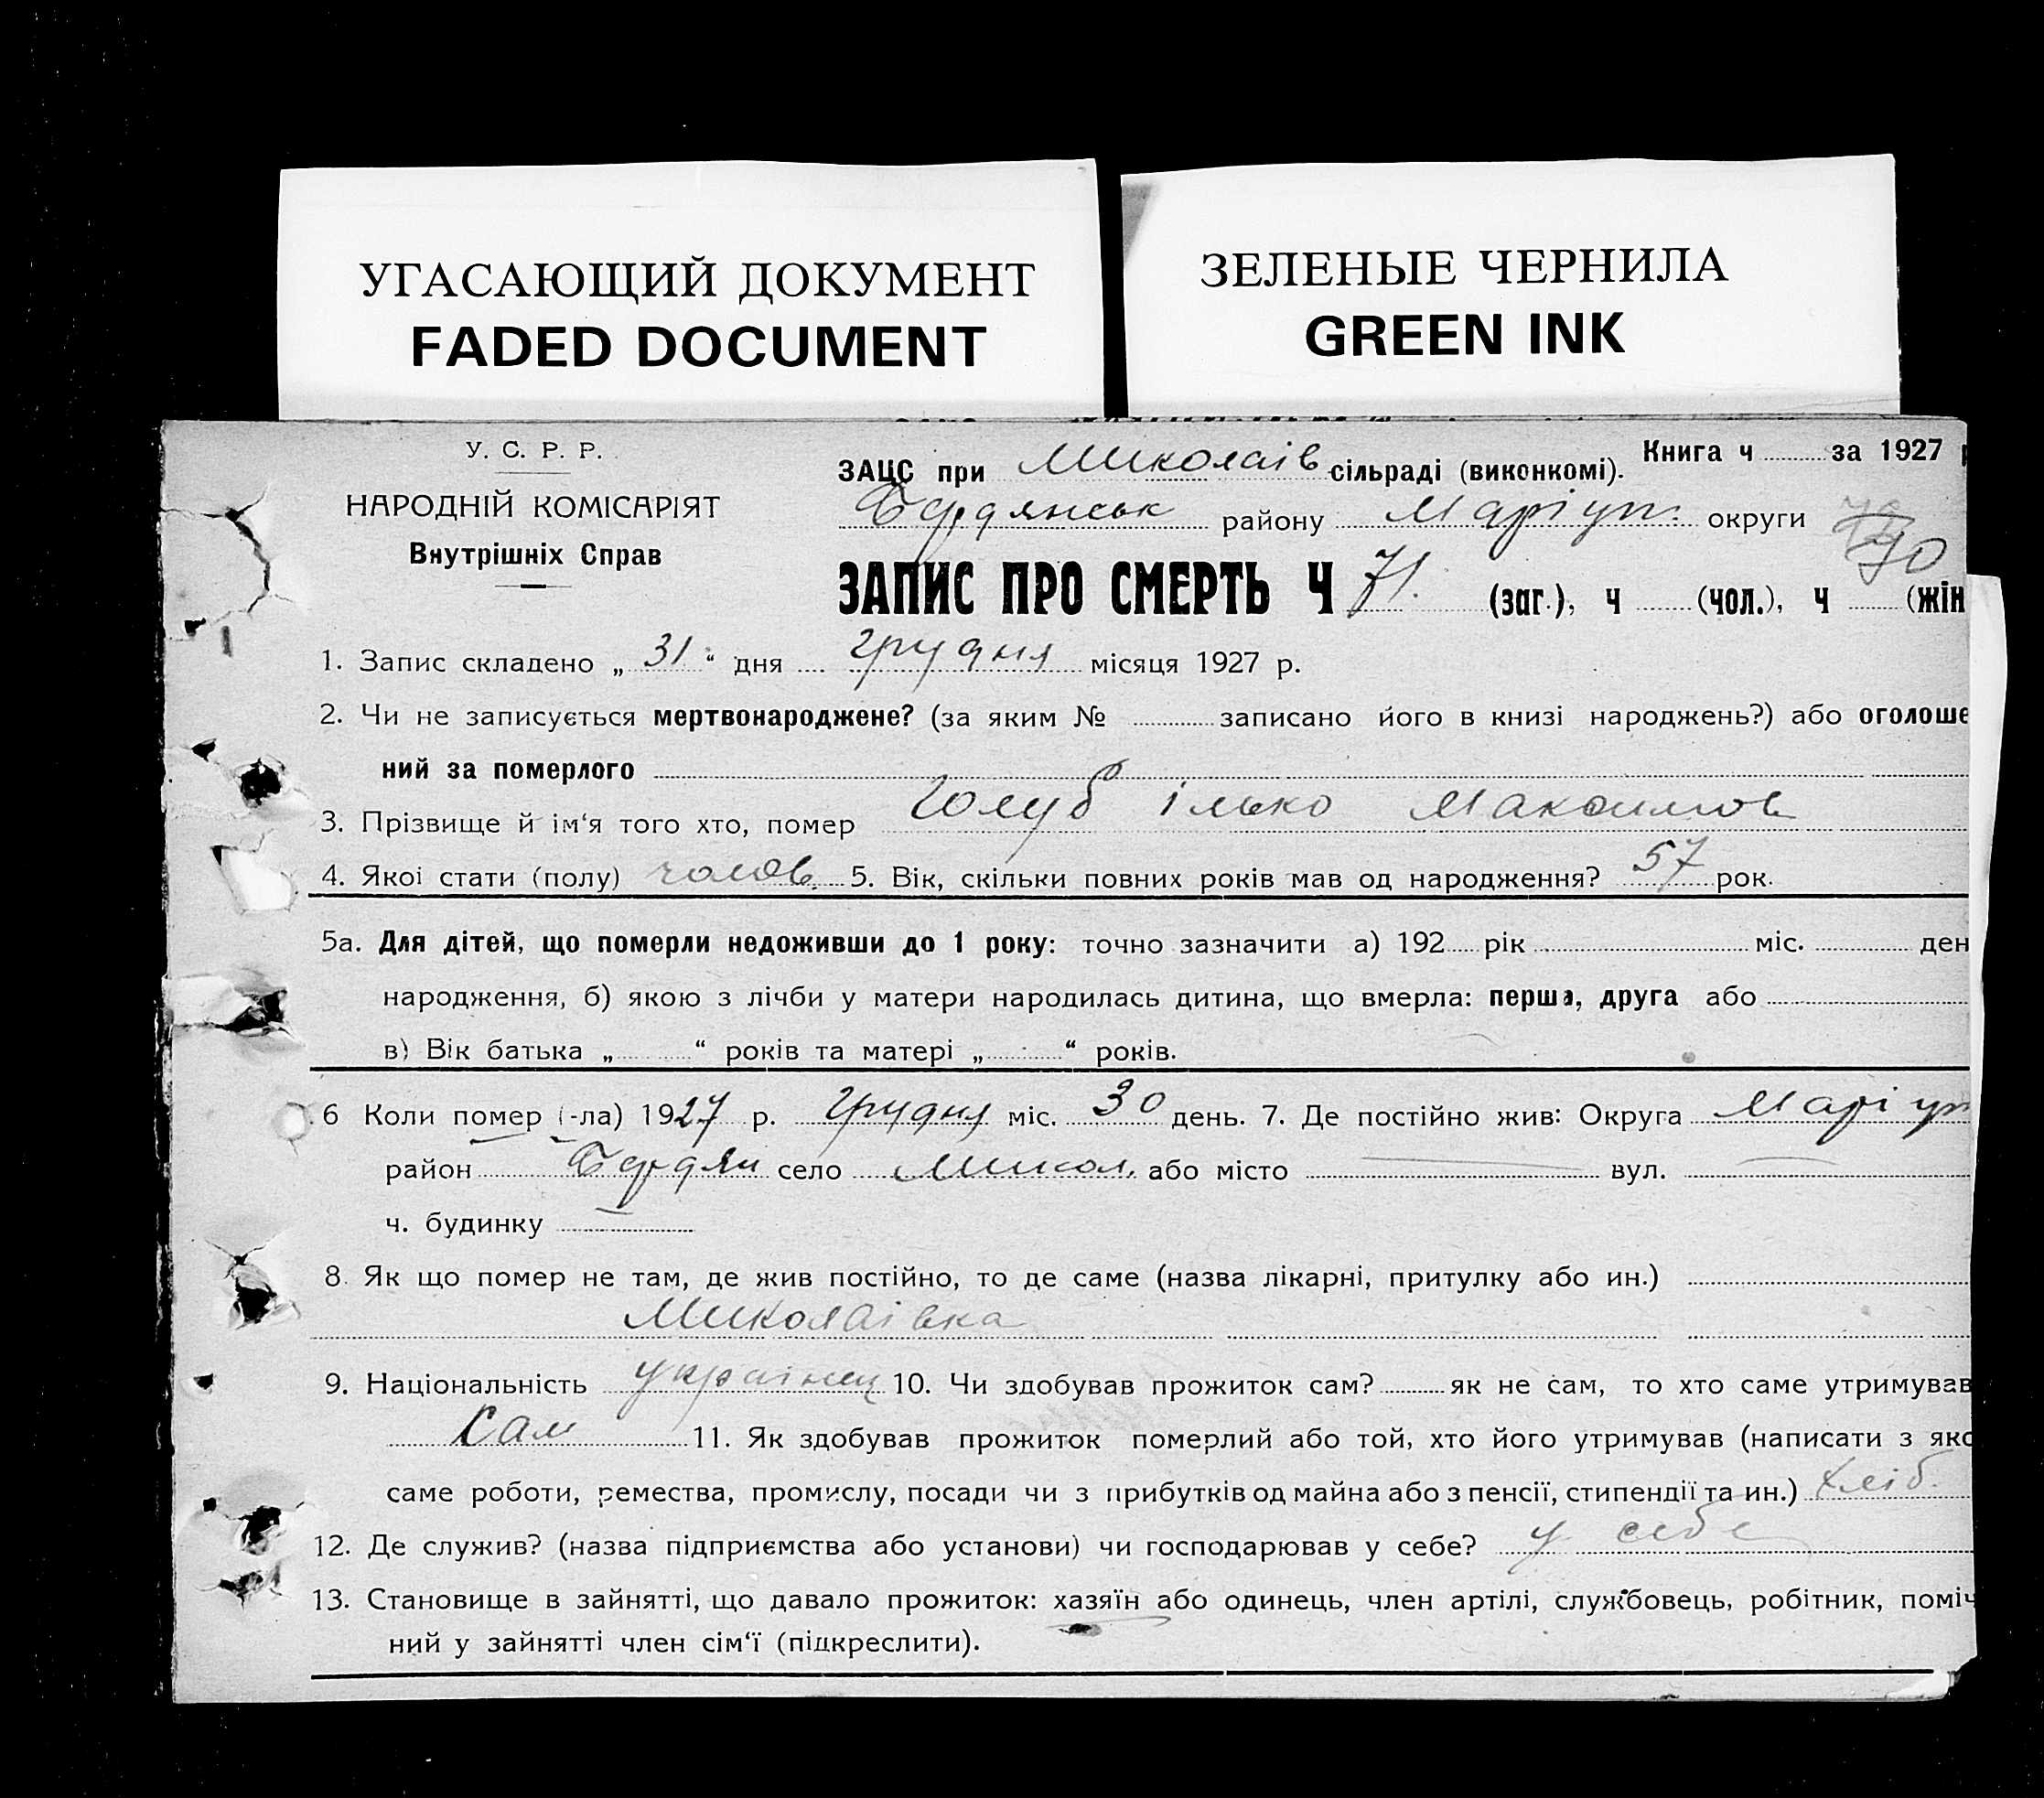 УГАСАЮЩИЙ ДОКУМЕНТ
FADED DOCUMENT
ЗЕЛЕНЫЕ ЧЕРНИЛА
GREEN INK
У. С. Р. Р.
НАРОДНІЙ КОМІСАРІЯТ
Внутрішніх Справ
Книга ч ... за 1927
ЗАЦС при Миколаїв сільраді (виконкомі).
Бердянськ району Маріуп. округи
70
ЗАПИС ПРО СМЕРТЬ Ч 71. (заг.), ч ... (чол.), ч ... (жін
1. Запис складено „ 31 “ дня грудня місяця 1927 р.
2. Чи не записується мертвонароджене? (за яким № ... записано його в книзі народжень?) або оголоше
ний за померлого
3. Прізвище й ім‘я того хто, помер Голуб Ілько Максимов
4. Якої стати (полу) чолов. 5. Вік, скільки повних років мав од народження? 57 рок.
5а. Для дітей, що померли недоживши до 1 року: точно зазначити а) 192 ... рік ... міс. ... ден
народження, б) якою з лічби у матери народилась дитина, що вмерла: перша, друга або
в) Вік батька „ ... “ років та матері „ ... “ років.
6 Коли помер (-ла) 1927 р. грудня міс. 30 день. 7. Де постійно жив: Округа Маріуп
район Бердян село Микол. або місто — вул. —
ч. будинку —
8. Як що помер не там, де жив постійно, то де саме (назва лікарні, притулку або ин.)
Миколаївка
9. Національність українец 10. Чи здобував прожиток сам? ... як не сам, то хто саме утримував
Сам 11. Як здобував прожиток померлий або той, хто його утримував (написати з яко
саме роботи, ремества, промислу, посади чи з прибутків од майна або з пенсії, стипендії та ин.) хліб.
12. Де служив? (назва підприємства або установи) чи господарював у себе? у себе
13. Становище в зайнятті, що давало прожиток: хазяїн або одинець, член артілі, службовець, робітник, поміч
ний у зайнятті член сім‘ї (підкреслити).